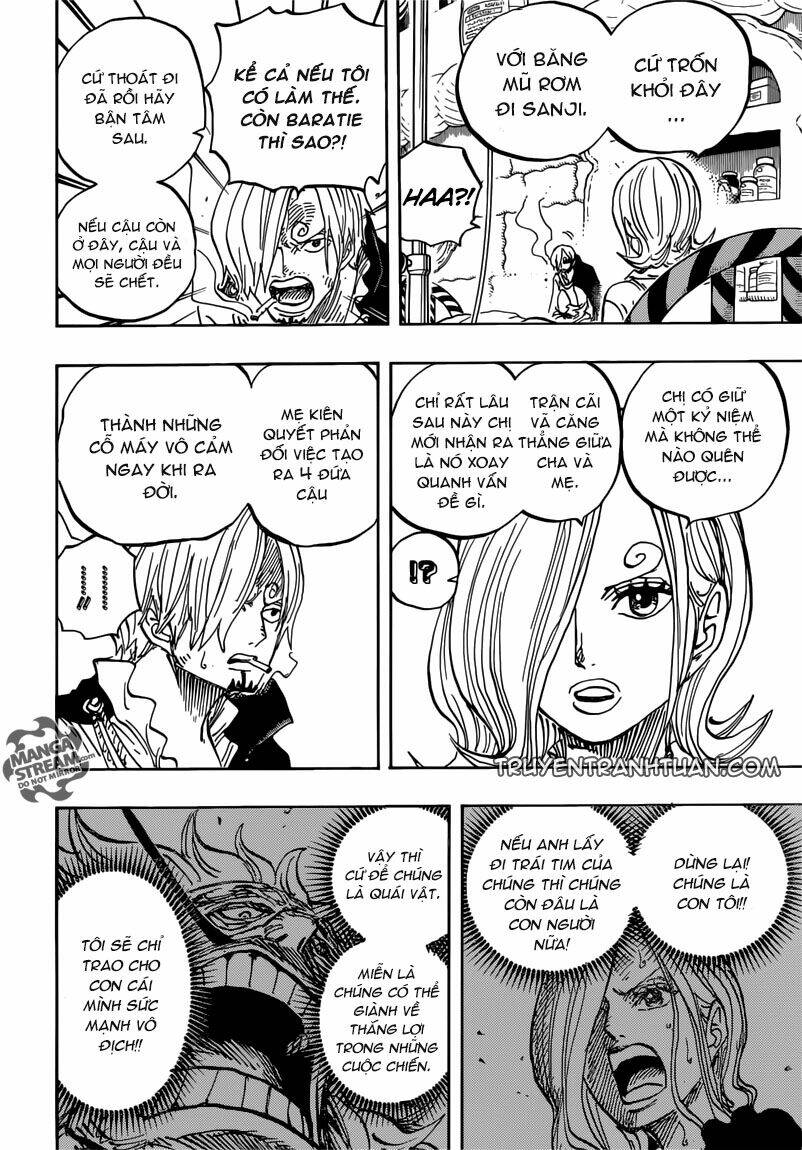 CỨ TRỐN
KHỎI ĐÂY
...
VỚI BĂNG
MŨ RƠM
ĐI SANJI.
HAA?!
KỂ CẢ NẾU TÔI
CÓ LÀM THẾ.
CÒN BARATIE
THÌ SAO?!
CỨ THOÁT ĐI
ĐÃ RỒI HÃY
BẬN TÂM
SAU.
NẾU CẬU CÒN
Ở ĐÂY, CẬU VÀ
MỌI NGƯỜI ĐỀU
SẼ CHẾT.
CHỊ CÓ GIỮ
MỘT KỶ NIỆM
MÀ KHÔNG THỂ
NÀO QUÊN
ĐƯỢC...
TRẬN CÃI
VÃ CĂNG
THẲNG GIỮA
CHA VÀ
MẸ.
CHỈ RẤT LÂU
SAU NÀY CHỊ
MỚI NHẬN RA
LÀ NÓ XOAY
QUANH VẤN
ĐỀ GÌ.
!?
MẸ KIÊN
QUYẾT PHẢN
ĐỐI VIỆC TẠO
RA 4 ĐỨA
CẬU
THÀNH NHỮNG
CỖ MÁY VÔ CẢM
NGAY KHI RA
ĐỜI.
......!!
MANGA
STREAM.com
DO NOT MIRROR!
TRUYENTRANHTUAN.COM
DỪNG LẠI!
CHÚNG LÀ
CON TÔI!!
NẾU ANH LẤY
ĐI TRÁI TIM CỦA
CHÚNG THÌ CHÚNG
CÒN ĐÂU LÀ
CON NGƯỜI
NỮA!
VẬY THÌ
CỨ ĐỂ CHÚNG
LÀ QUÁI VẬT.
MIỄN LÀ
CHÚNG CÓ THỂ
GIÀNH VỀ
THẮNG LỢI
TRONG NHỮNG
CUỘC CHIẾN.
TÔI SẼ CHỈ
TRAO CHO
CON CÁI
MÌNH SỨC
MẠNH VÔ
ĐỊCH!!